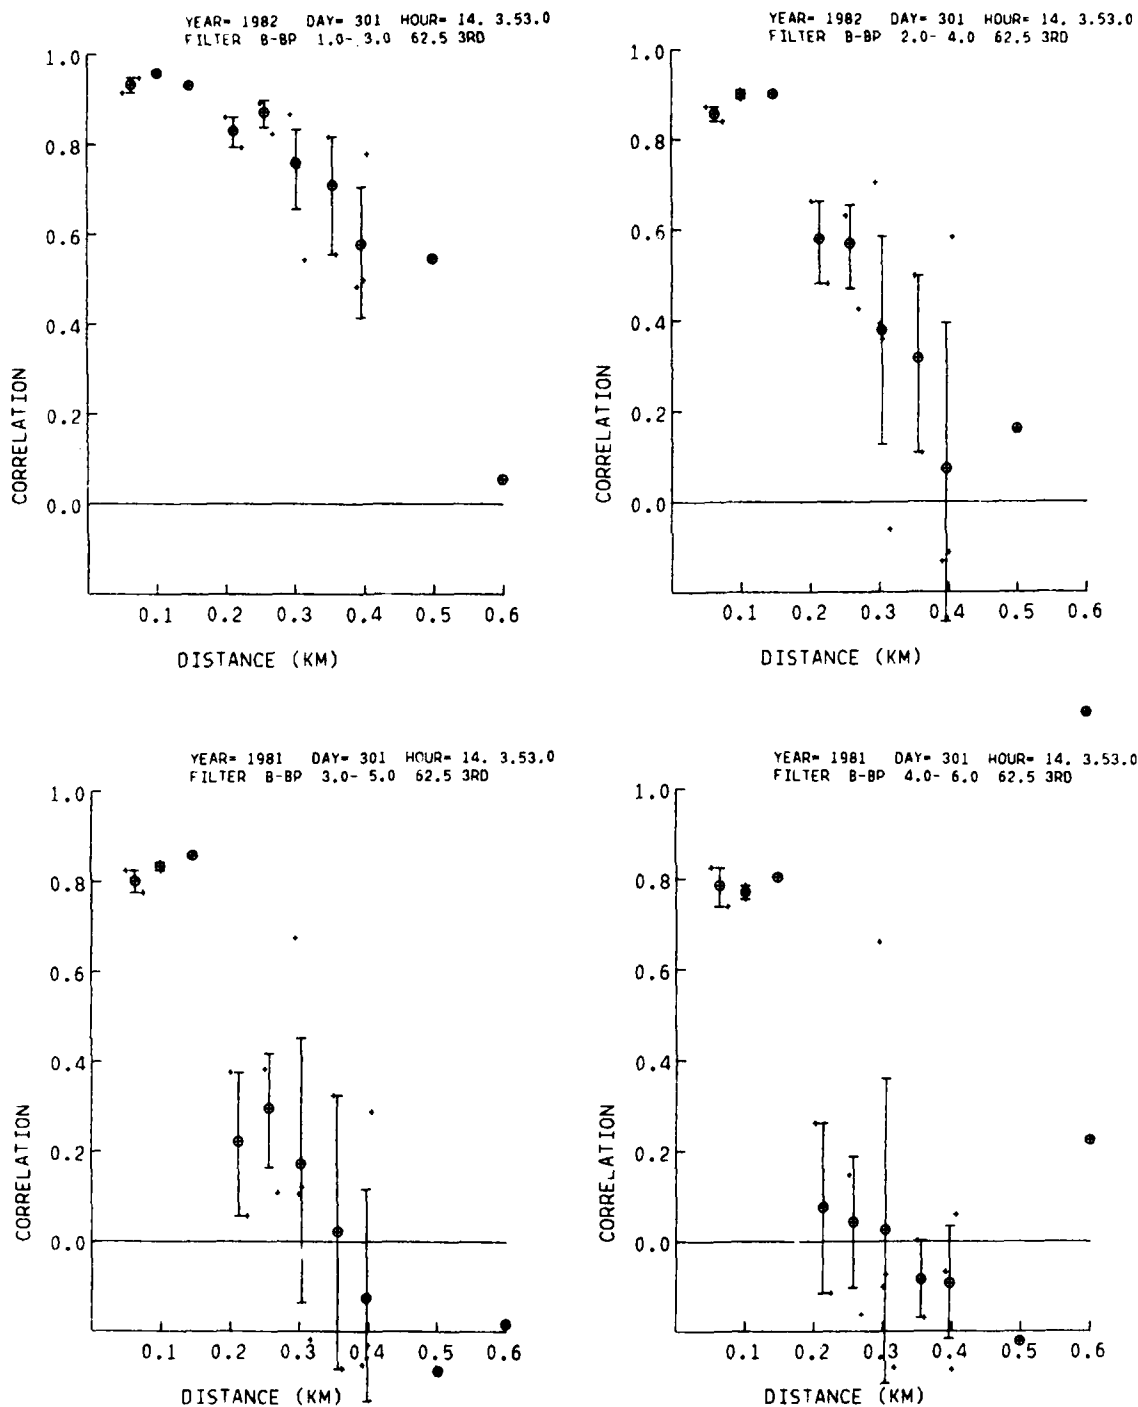 YEAR= 1982 DAY= 301 HOUR= 14. 3.53.0
FILTER B-BP 1.0- 3.0 62.5 3RD
1.0
0.8
0.6
0.4
0.2
0.0
CORRELATION
0.1 0.2 0.3 0.4 0.5 0.6
DISTANCE (KM)
YEAR= 1982 DAY= 301 HOUR= 14. 3.53.0
FILTER B-BP 2.0- 4.0 62.5 3RD
1.0
0.8
0.6
0.4
0.2
0.0
CORRELATION
0.1 0.2 0.3 0.4 0.5 0.6
DISTANCE (KM)
YEAR= 1981 DAY= 301 HOUR= 14. 3.53.0
FILTER B-BP 3.0- 5.0 62.5 3RD
1.0
0.8
0.6
0.4
0.2
0.0
CORRELATION
0.1 0.2 0.3 0.4 0.5 0.6
DISTANCE (KM)
YEAR= 1981 DAY= 301 HOUR= 14. 3.53.0
FILTER B-BP 4.0- 6.0 62.5 3RD
1.0
0.8
0.6
0.4
0.2
0.0
CORRELATION
0.1 0.2 0.3 0.4 0.5 0.6
DISTANCE (KM)